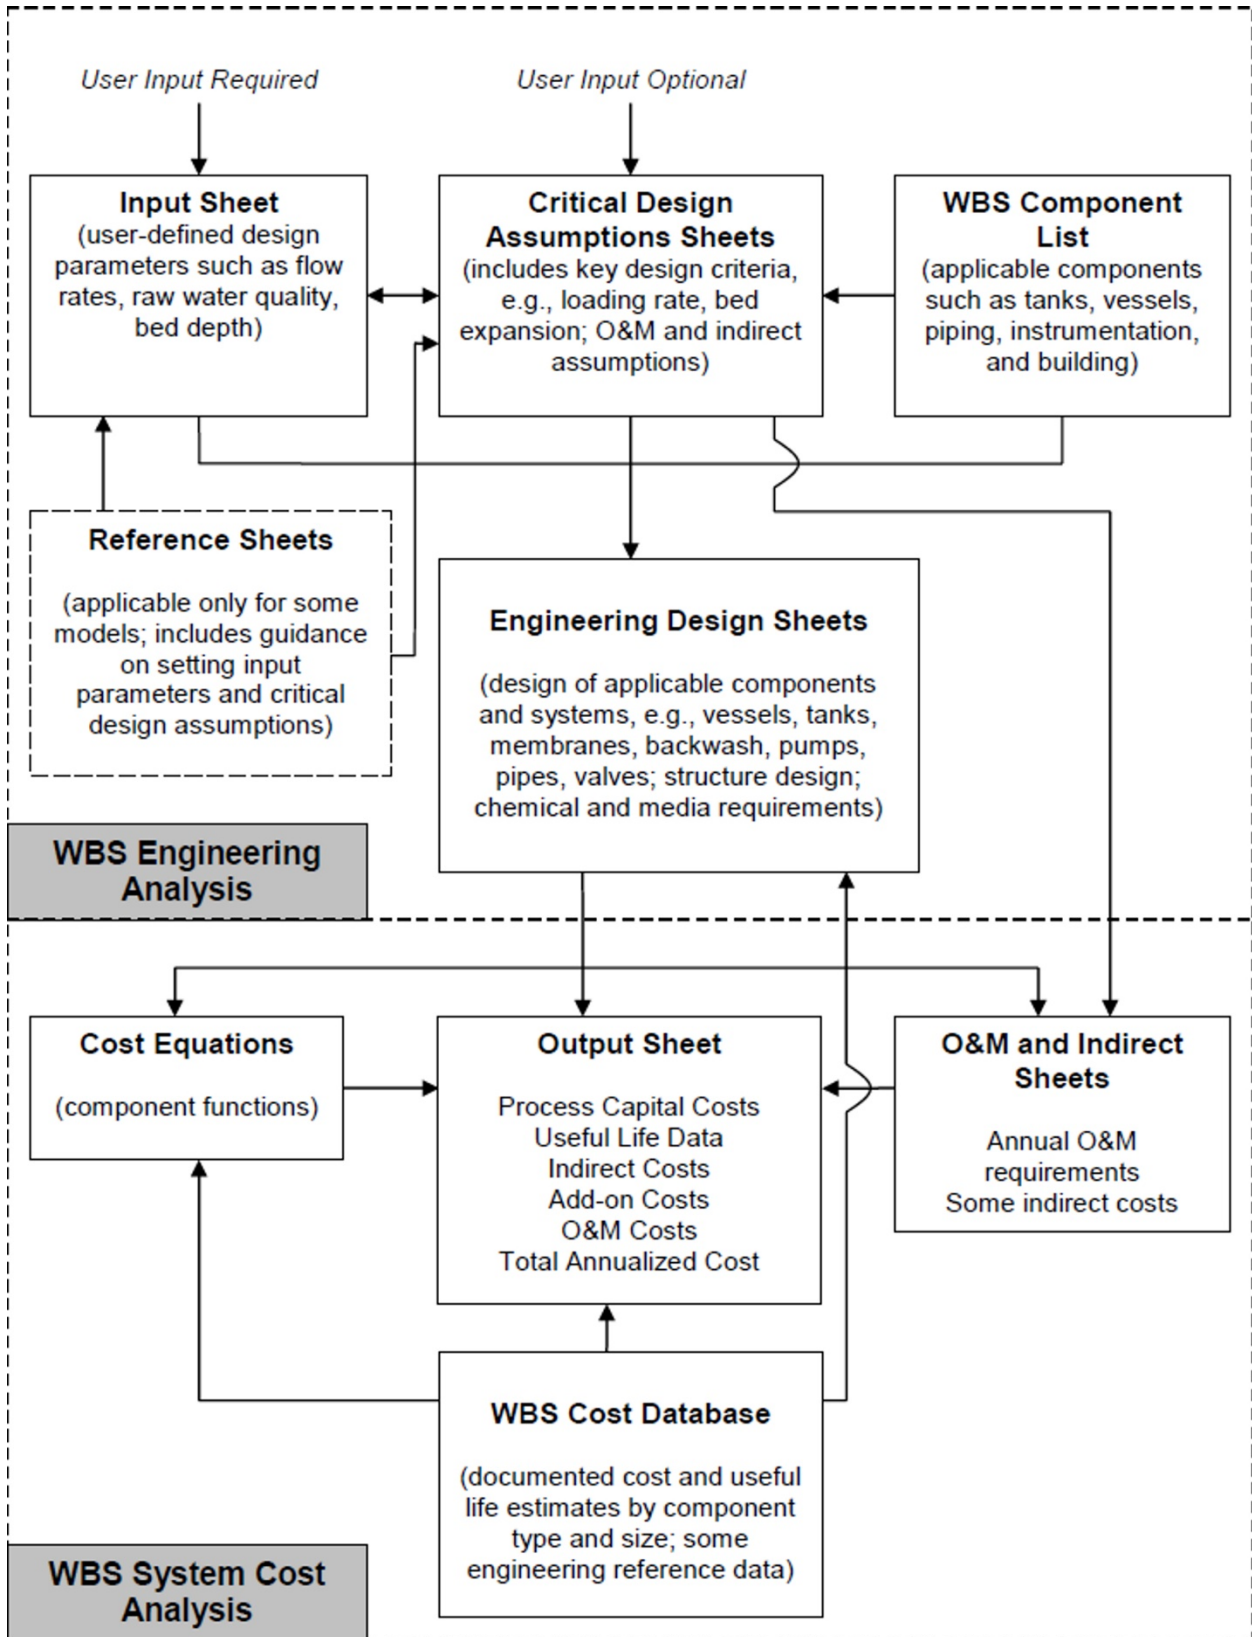 User Input Required
User Input Optional
Input Sheet
(user-defined design
parameters such as flow
rates, raw water quality,
bed depth)
Critical Design
Assumptions Sheets
(includes key design criteria,
e.g., loading rate, bed
expansion; O&M and indirect
assumptions)
WBS Component
List
(applicable components
such as tanks, vessels,
piping, instrumentation,
and building)
Reference Sheets
(applicable only for some
models; includes guidance
on setting input
parameters and critical
design assumptions)
Engineering Design Sheets
(design of applicable components
and systems, e.g., vessels, tanks,
membranes, backwash, pumps,
pipes, valves; structure design;
chemical and media requirements)
WBS Engineering
Analysis
Cost Equations
(component functions)
Output Sheet
Process Capital Costs
Useful Life Data
Indirect Costs
Add-on Costs
O&M Costs
Total Annualized Cost
O&M and Indirect
Sheets
Annual O&M
requirements
Some indirect costs
WBS Cost Database
(documented cost and useful
life estimates by component
type and size; some
engineering reference data)
WBS System Cost
Analysis